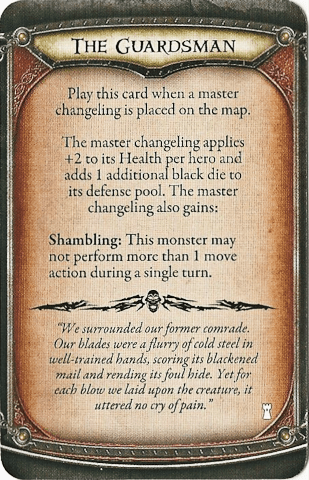 The Guardsman
Play this card when a master
changeling is placed on the map.
The master changeling applies
+2 to its Health per hero and
adds 1 additional black die to
its defense pool. The master
changeling also gains:
Shambling: This monster may
not perform more than 1 move
action during a single turn.
"We surrounded our former comrade.
Our blades were a flurry of cold steel in
well-trained hands, scoring its blackened
mail and rending its foul hide. Yet for
each blow we laid upon the creature, it
uttered no cry of pain."